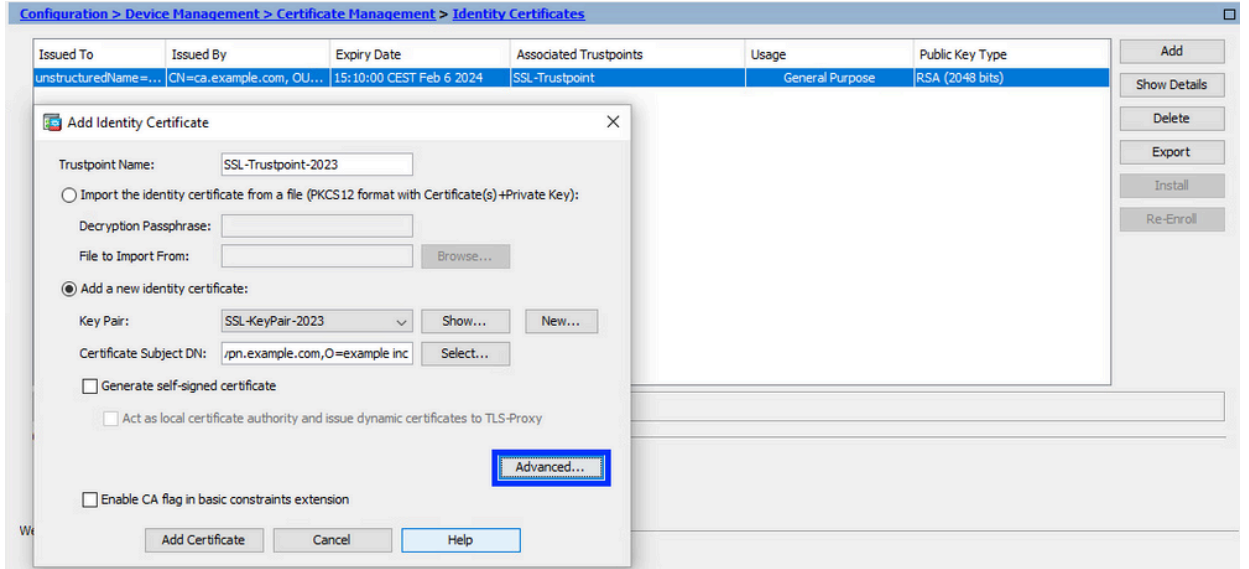 Configuration > Device Management > Certificate Management > Identity Certificates
Issued To Issued By Expiry Date Associated Trustpoints Usage Public Key Type
unstructuredName=... CN=ca.example.com, OU... 15:10:00 CEST Feb 6 2024 SSL-Trustpoint General Purpose RSA (2048 bits)
Add
Show Details
Delete
Export
Install
Re-Enroll
Add Identity Certificate
Trustpoint Name: SSL-Trustpoint-2023
Import the identity certificate from a file (PKCS12 format with Certificate(s)+Private Key):
Decryption Passphrase:
File to Import From: Browse...
Add a new identity certificate:
Key Pair: SSL-KeyPair-2023 Show... New...
Certificate Subject DN: vpn.example.com,O=example inc Select...
Generate self-signed certificate
Act as local certificate authority and issue dynamic certificates to TLS-Proxy
Advanced...
Enable CA flag in basic constraints extension
Add Certificate Cancel Help